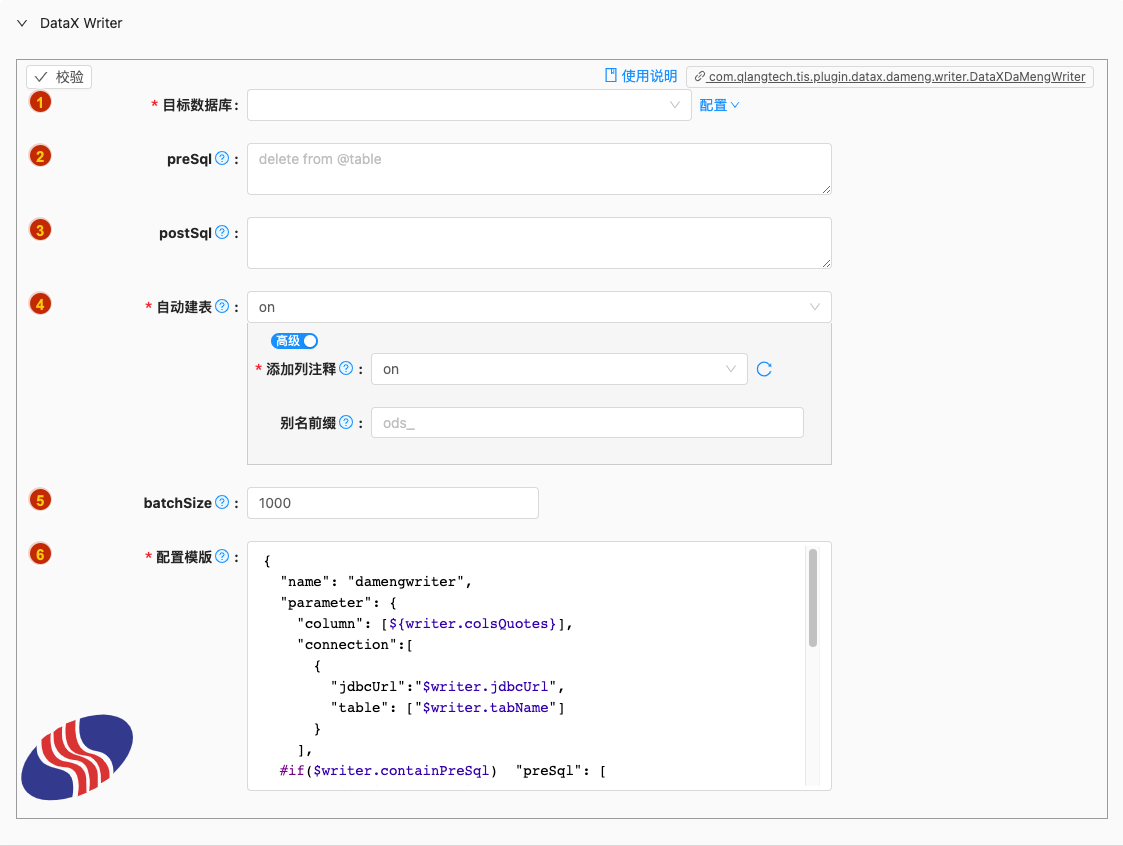 DataX Writer
校验
使用说明
com.qlangtech.tis.plugin.datax.dameng.writer.DataXDaMengWriter
1
* 目标数据库:
配置
2
preSql ? :
delete from @table
3
postSql ? :
4
* 自动建表 ? :
on
高级
* 添加列注释 ? :
on
别名前缀 ? :
ods_
5
batchSize ? :
1000
6
* 配置模版 ? :
{
"name": "damengwriter",
"parameter": {
"column": [${writer.colsQuotes}],
"connection":[
{
"jdbcUrl":"$writer.jdbcUrl",
"table": ["$writer.tabName"]
}
],
#if($writer.containPreSql)  "preSql": [